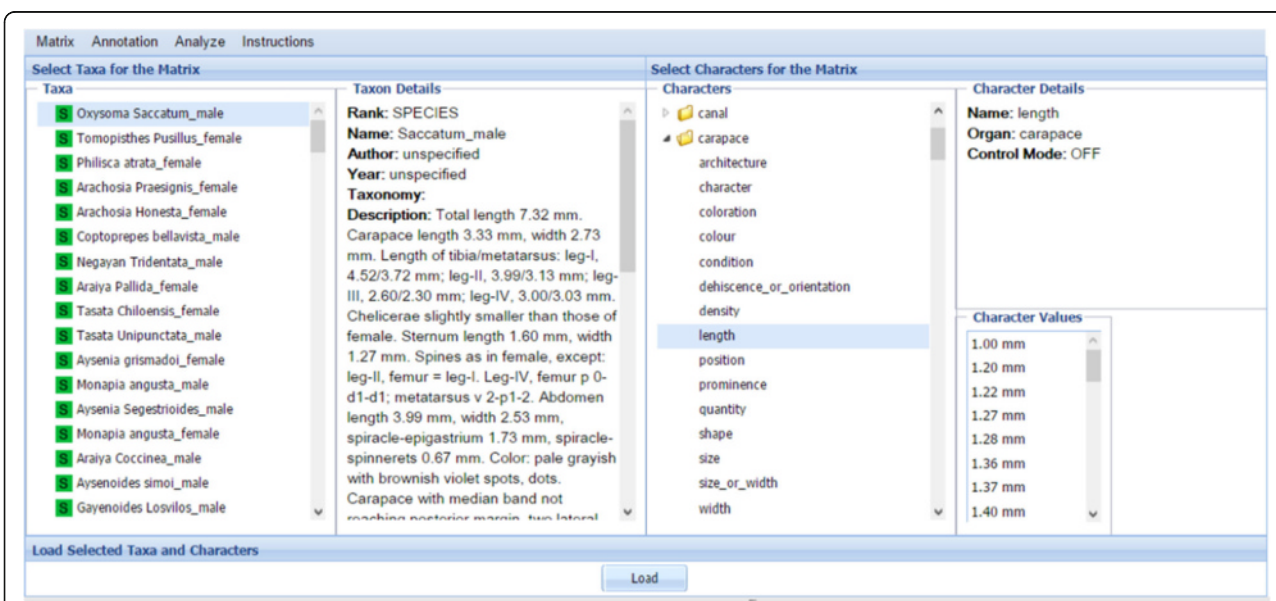 Matrix Annotation Analyze Instructions
Select Taxa for the Matrix
Taxa
S Oxysoma Saccatum_male
S Tomopisthes Pusillus_female
S Philisca atrata_female
S Arachosia Praesignis_female
S Arachosia Honesta_female
S Coptoprepes bellavista_male
S Negayan Tridentata_male
S Araiya Pallida_female
S Tasata Chiloensis_female
S Tasata Unipunctata_male
S Aysenia grismadoi_female
S Monapia angusta_male
S Aysenia Segestrioides_male
S Monapia angusta_female
S Araiya Coccinea_male
S Aysenoides simoi_male
S Gayenoides Losvilos_male
Taxon Details
Rank: SPECIES
Name: Saccatum_male
Author: unspecified
Year: unspecified
Taxonomy:
Description: Total length 7.32 mm.
Carapace length 3.33 mm, width 2.73
mm. Length of tibia/metatarsus: leg-I,
4.52/3.72 mm; leg-II, 3.99/3.13 mm; leg-
III, 2.60/2.30 mm; leg-IV, 3.00/3.03 mm.
Chelicerae slightly smaller than those of
female. Sternum length 1.60 mm, width
1.27 mm. Spines as in female, except:
leg-II, femur = leg-I. Leg-IV, femur p 0-
d1-d1; metatarsus v 2-p1-2. Abdomen
length 3.99 mm, width 2.53 mm,
spiracle-epigastrium 1.73 mm, spiracle-
spinnerets 0.67 mm. Color: pale grayish
with brownish violet spots, dots.
Carapace with median band not
reaching posterior margin, two lateral
Select Characters for the Matrix
Characters
canal
carapace
architecture
character
coloration
colour
condition
dehiscence_or_orientation
density
length
position
prominence
quantity
shape
size
size_or_width
width
Character Details
Name: length
Organ: carapace
Control Mode: OFF
Character Values
1.00 mm
1.20 mm
1.22 mm
1.27 mm
1.28 mm
1.36 mm
1.37 mm
1.40 mm
Load Selected Taxa and Characters
Load